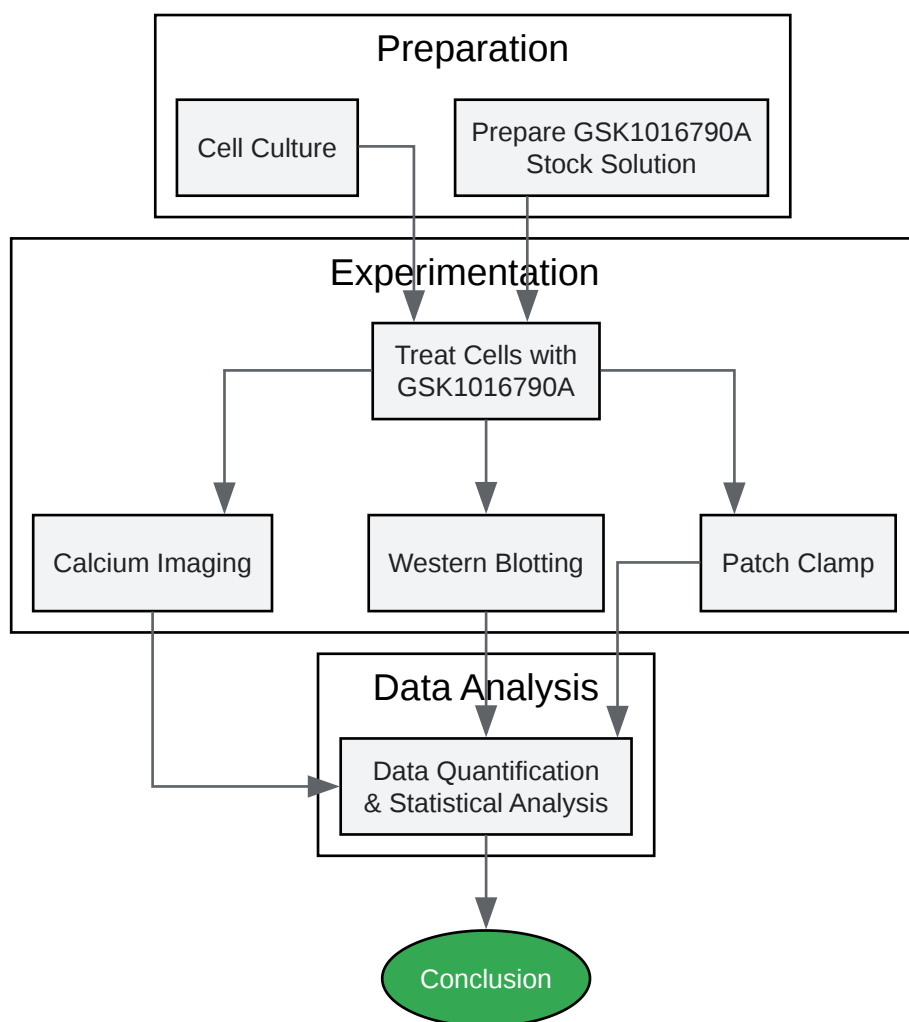 Preparation
Cell Culture
Prepare GSK1016790A
Stock Solution
Experimentation
Treat Cells with
GSK1016790A
Calcium Imaging
Western Blotting
Patch Clamp
Data Analysis
Data Quantification
& Statistical Analysis
Conclusion